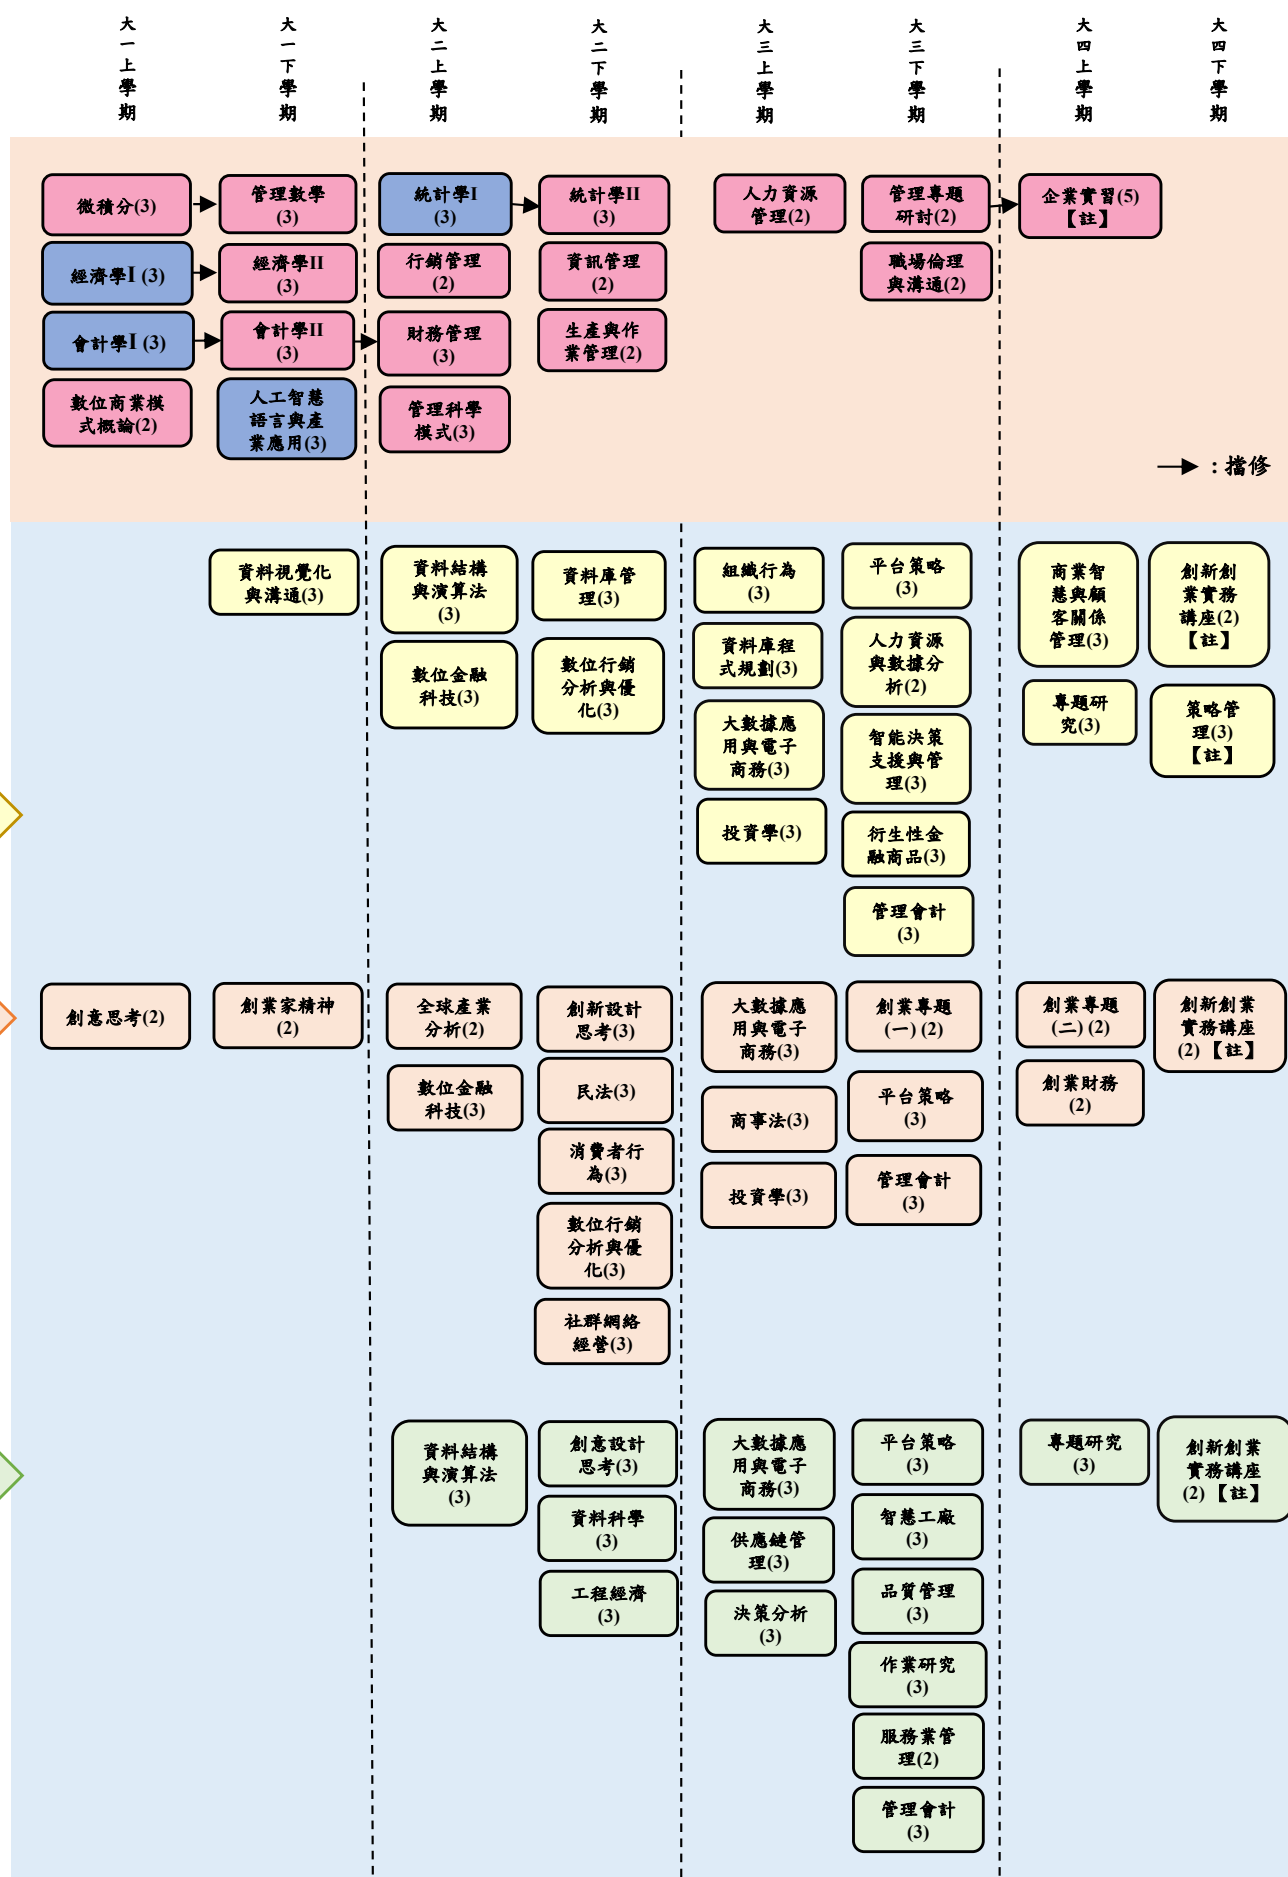 大一上學期
大一下學期
大二上學期
大二下學期
大三上學期
大三下學期
大四上學期
大四下學期
微積分(3)
管理數學
(3)
統計學I
(3)
統計學II
(3)
人力資源
管理(2)
管理專題
研討(2)
企業實習(5)
【註】
經濟學I (3)
經濟學II
(3)
行銷管理
(2)
資訊管理
(2)
職場倫理
與溝通(2)
會計學I (3)
會計學II
(3)
財務管理
(3)
生產與作
業管理(2)
數位商業模
式概論(2)
人工智慧
語言與產
業應用(3)
管理科學
模式(3)
：擋修
資料視覺化
與溝通(3)
資料結構
與演算法
(3)
資料庫管
理(3)
組織行為
(3)
平台策略
(3)
商業智
慧與顧
客關係
管理(3)
創新創
業實務
講座(2)
【註】
數位金融
科技(3)
數位行銷
分析與優
化(3)
資料庫程
式規劃(3)
人力資源
與數據分
析(2)
專題研
究(3)
策略管
理(3)
【註】
大數據應
用與電子
商務(3)
智能決策
支援與管
理(3)
投資學(3)
衍生性金
融商品(3)
管理會計
(3)
創意思考(2)
創業家精神
(2)
全球產業
分析(2)
創新設計
思考(3)
大數據應
用與電子
商務(3)
創業專題
(一) (2)
創業專題
(二) (2)
創新創業
實務講座
(2)【註】
數位金融
科技(3)
民法(3)
商事法(3)
平台策略
(3)
創業財務
(2)
消費者行
為(3)
投資學(3)
管理會計
(3)
數位行銷
分析與優
化(3)
社群網絡
經營(3)
資料結構
與演算法
(3)
創意設計
思考(3)
大數據應
用與電子
商務(3)
平台策略
(3)
專題研究
(3)
創新創業
實務講座
(2)【註】
資料科學
(3)
供應鏈管
理(3)
智慧工廠
(3)
工程經濟
(3)
決策分析
(3)
品質管理
(3)
作業研究
(3)
服務業管
理(2)
管理會計
(3)